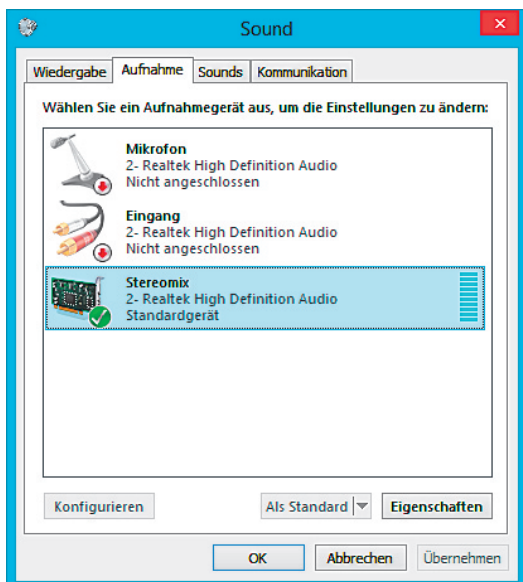 Sound
Wiedergabe Aufnahme Sounds Kommunikation
Wählen Sie ein Aufnahmegerät aus, um die Einstellungen zu ändern:
Mikrofon
2- Realtek High Definition Audio
Nicht angeschlossen
Eingang
2- Realtek High Definition Audio
Nicht angeschlossen
Stereomix
2- Realtek High Definition Audio
Standardgerät
Konfigurieren Als Standard Eigenschaften
OK Abbrechen Übernehmen